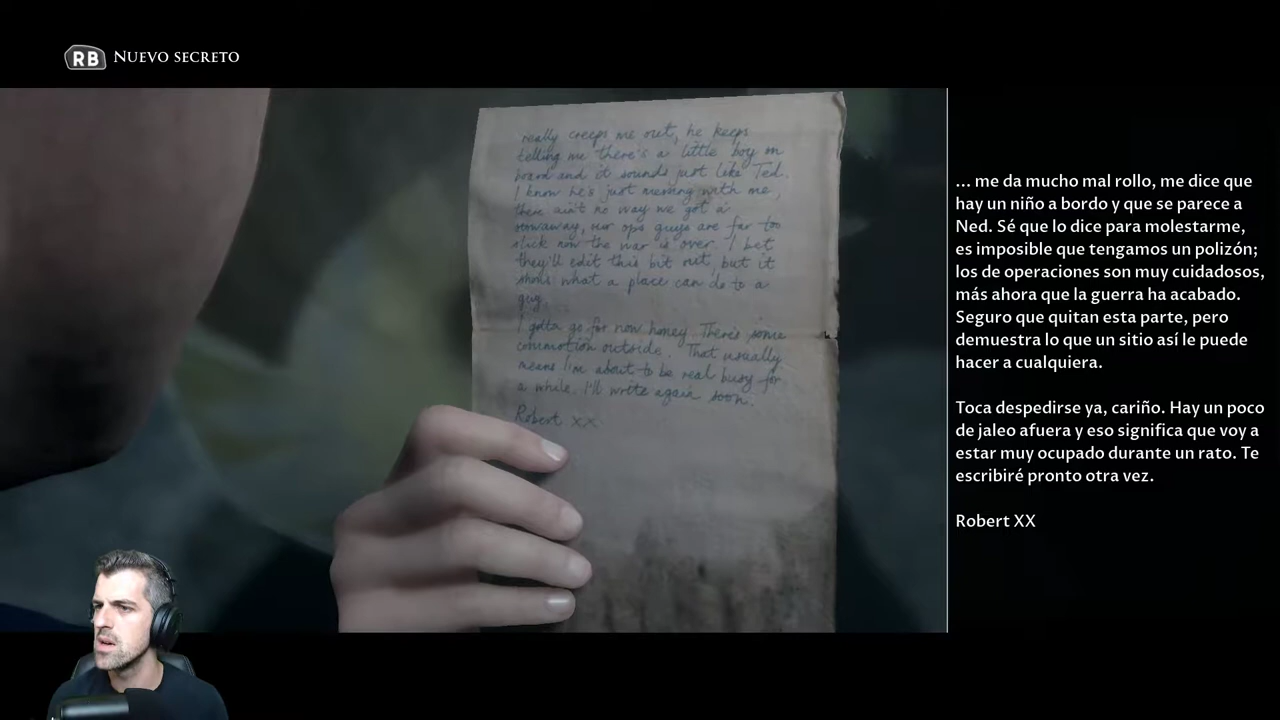 RB NUEVO SECRETO
really creeps me out, he keeps
telling me there's a little boy on
board and it sounds just like Ted.
I know he's just messing with me,
there ain't no way we got a
stowaway, our ops guys are far too
slick now the war is over. I bet
they'll edit this bit out, but it
shows what a place can do to a
guy.
I gotta go for now honey. There's some
commotion outside. That usually
means I'm about to be real busy for
a while. I'll write again soon.
Robert XX
... me da mucho mal rollo, me dice que
hay un niño a bordo y que se parece a
Ned. Sé que lo dice para molestarme,
es imposible que tengamos un polizón;
los de operaciones son muy cuidadosos,
más ahora que la guerra ha acabado.
Seguro que quitan esta parte, pero
demuestra lo que un sitio así le puede
hacer a cualquiera.
Toca despedirse ya, cariño. Hay un poco
de jaleo afuera y eso significa que voy a
estar muy ocupado durante un rato. Te
escribiré pronto otra vez.
Robert XX